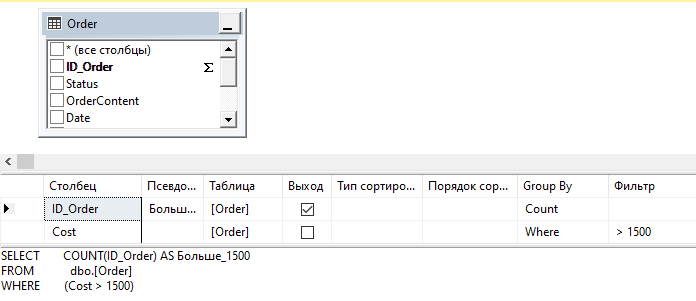 Order
* (все столбцы)
ID_Order
Status
OrderContent
Date
Столбец Псевдо... Таблица Выход Тип сортиро... Порядок сор... Group By Фильтр
ID_Order Больш... [Order] Count
Cost [Order] Where > 1500
SELECT COUNT(ID_Order) AS Больше_1500
FROM dbo.[Order]
WHERE (Cost > 1500)